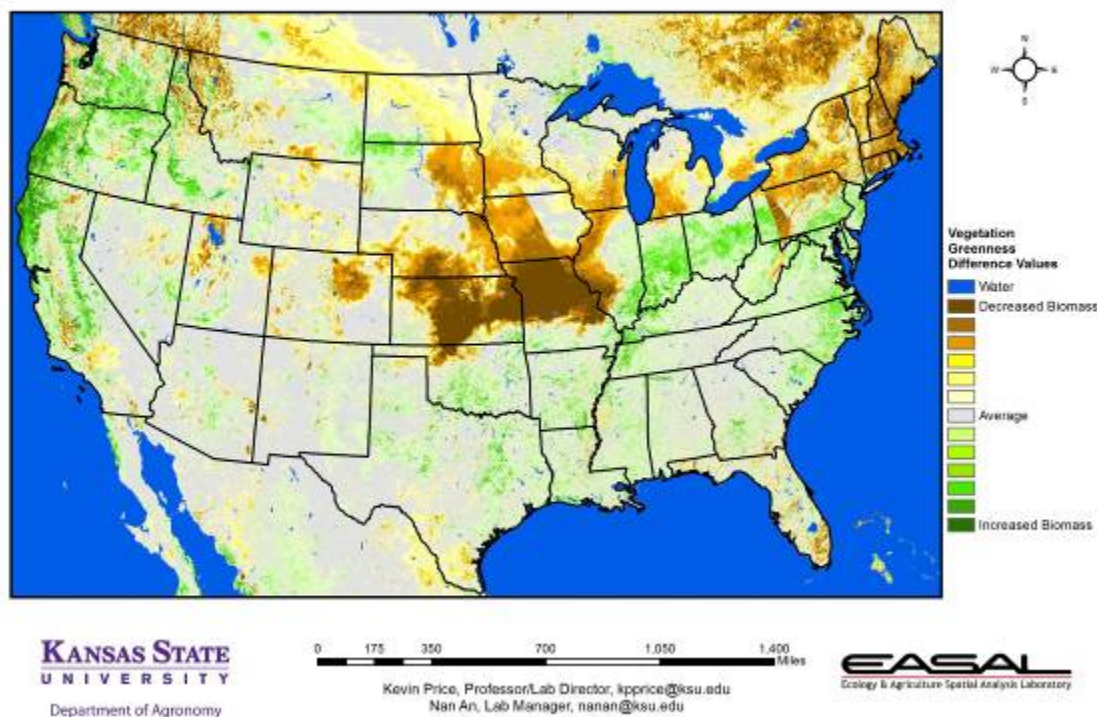 N
W
E
S
Vegetation
Greenness
Difference Values
Water
Decreased Biomass
Average
Increased Biomass
KANSAS STATE
UNIVERSITY
Department of Agronomy
0 175 350 700 1,050 1,400
Miles
Kevin Price, Professor/Lab Director, kpprice@ksu.edu
Nan An, Lab Manager, nanan@ksu.edu
EASAL
Ecology & Agriculture Spatial Analysis Laboratory